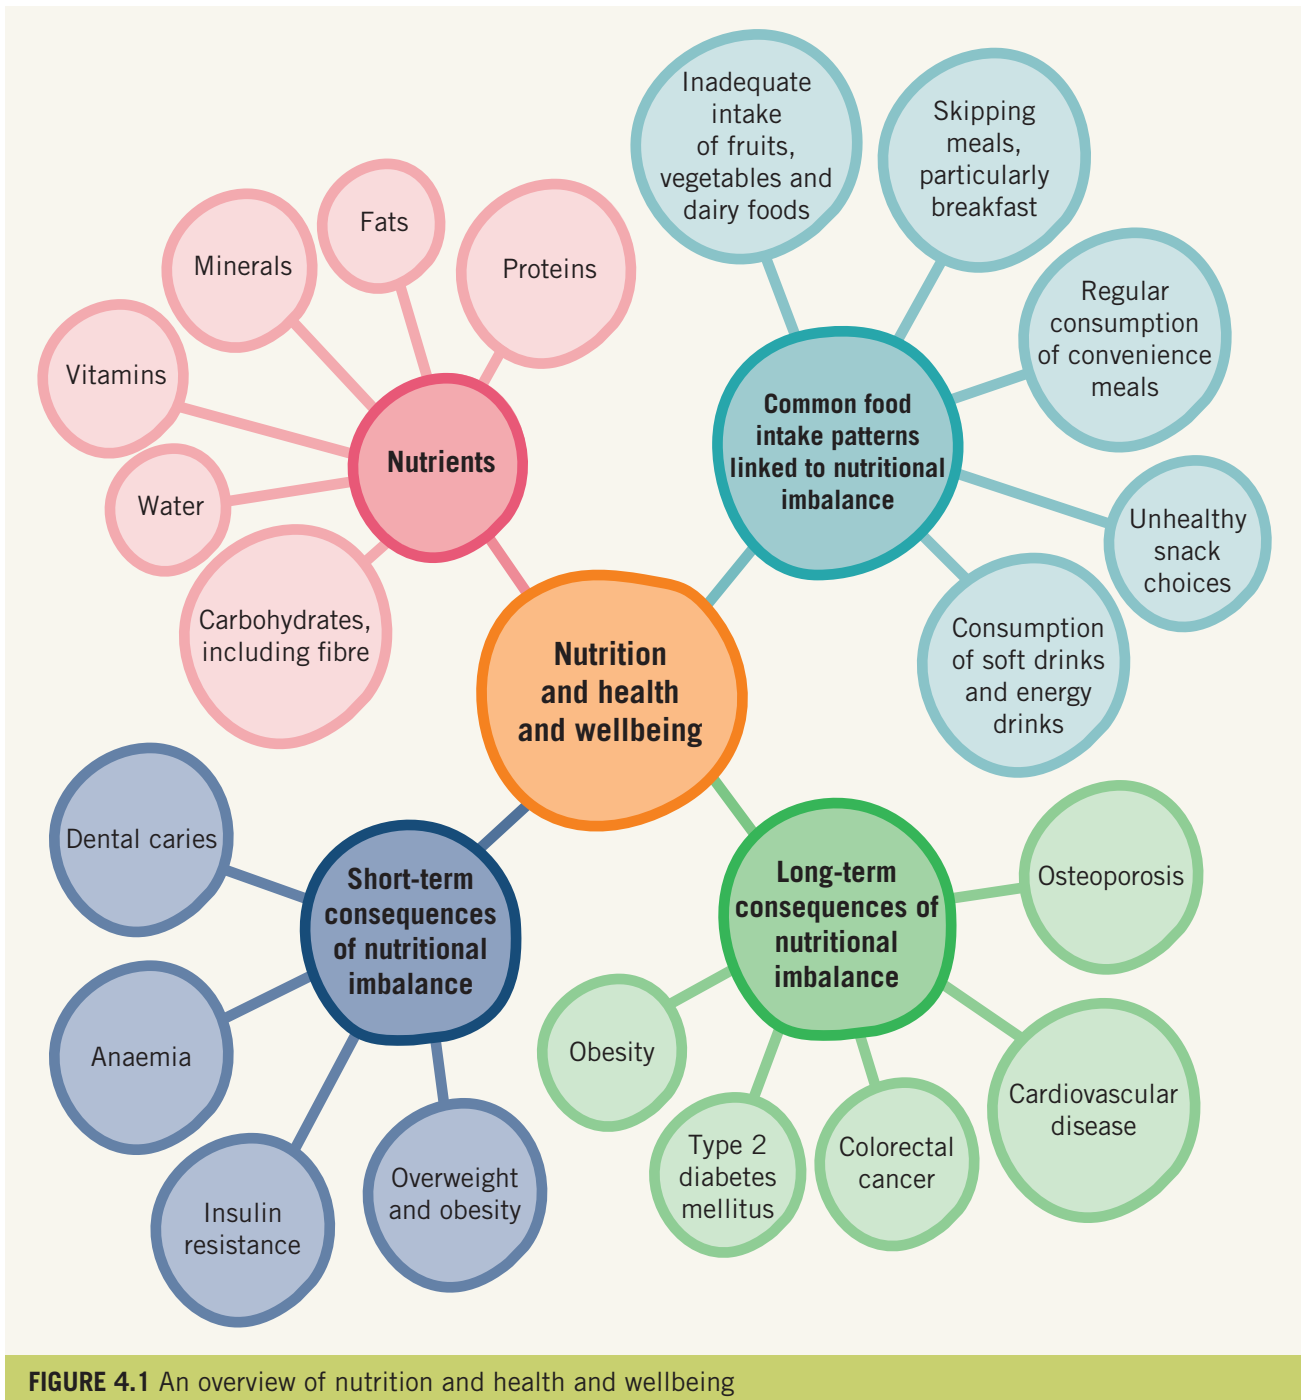 Inadequate
intake
of fruits,
vegetables and
dairy foods
Skipping
meals,
particularly
breakfast
Fats
Minerals
Proteins
Regular
consumption
of convenience
meals
Vitamins
Common food
intake patterns
linked to nutritional
imbalance
Nutrients
Water
Unhealthy
snack
choices
Carbohydrates,
including fibre
Consumption
of soft drinks
and energy
drinks
Nutrition
and health
and wellbeing
Dental caries
Short-term
consequences
of nutritional
imbalance
Long-term
consequences of
nutritional
imbalance
Osteoporosis
Anaemia
Obesity
Cardiovascular
disease
Insulin
resistance
Overweight
and obesity
Type 2
diabetes
mellitus
Colorectal
cancer
FIGURE 4.1 An overview of nutrition and health and wellbeing